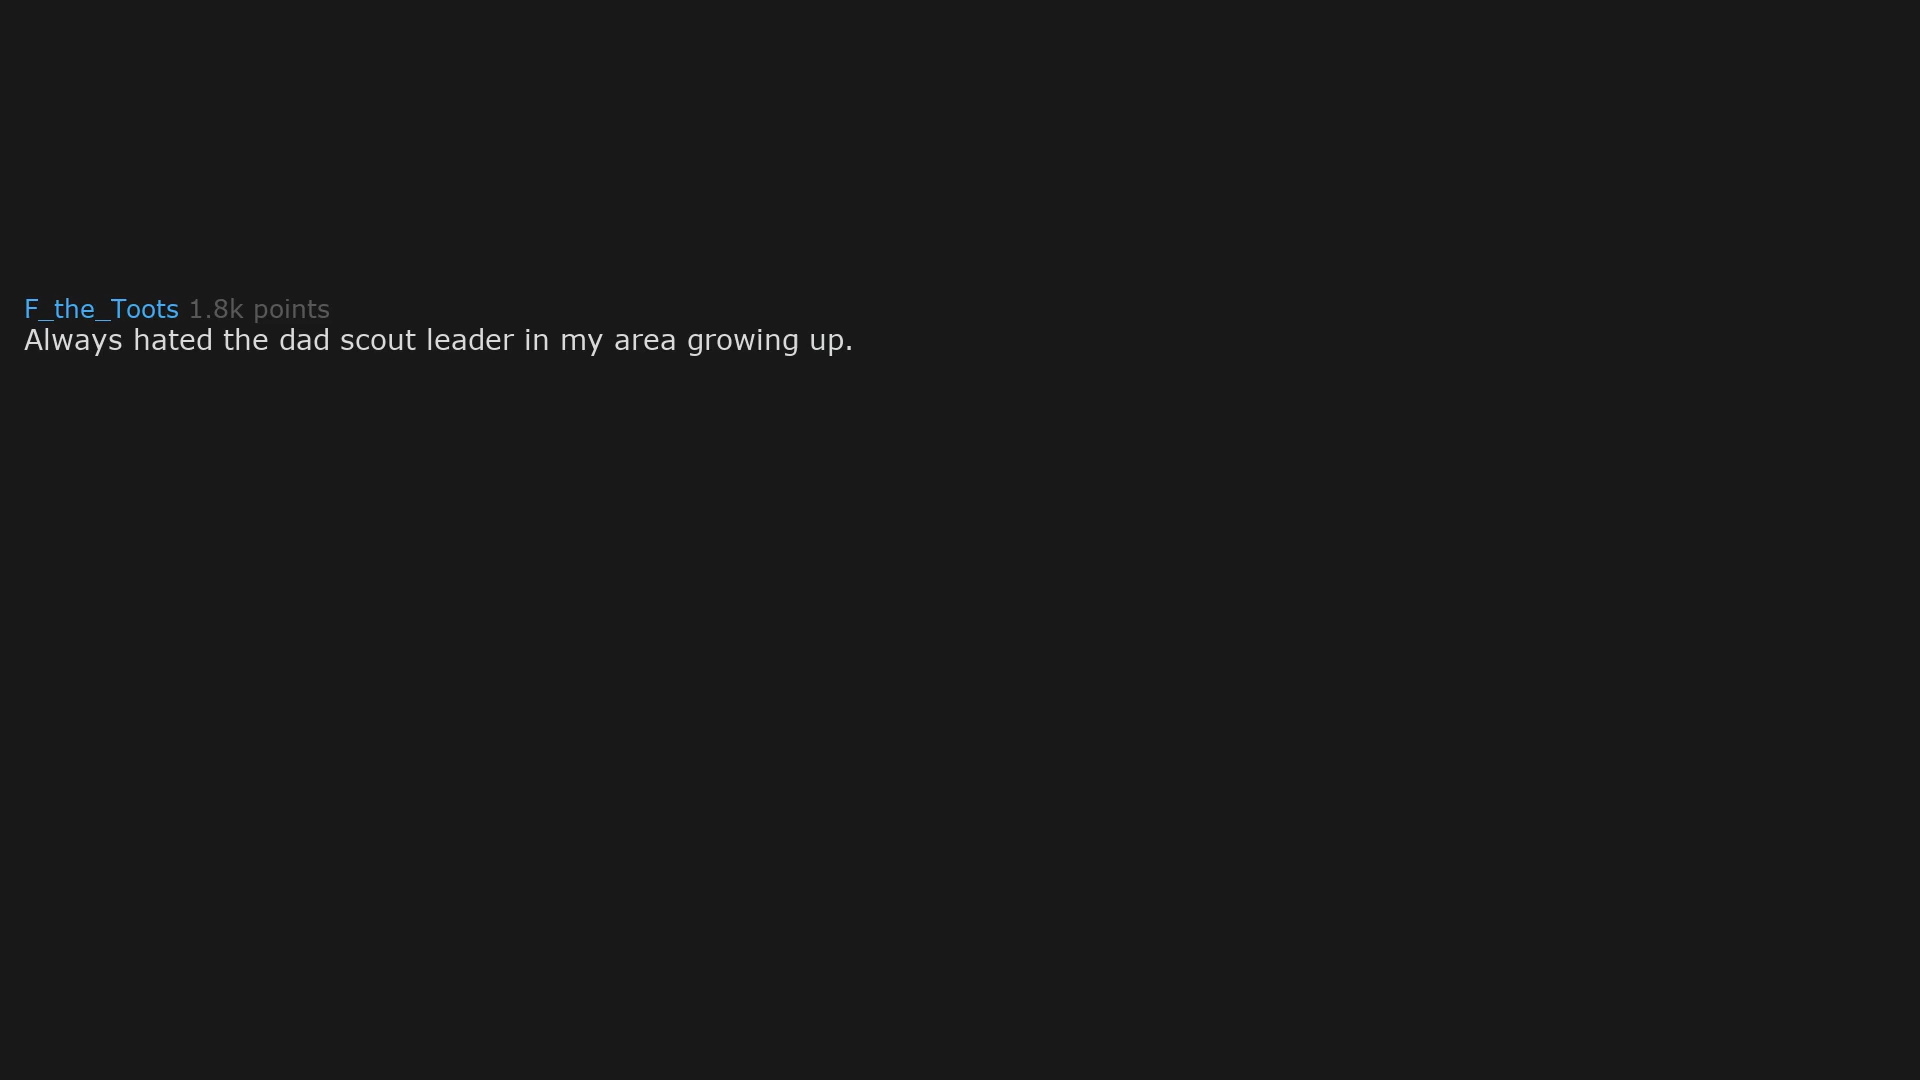 F_the_Toots 1.8k points
Always hated the dad scout leader in my area growing up.